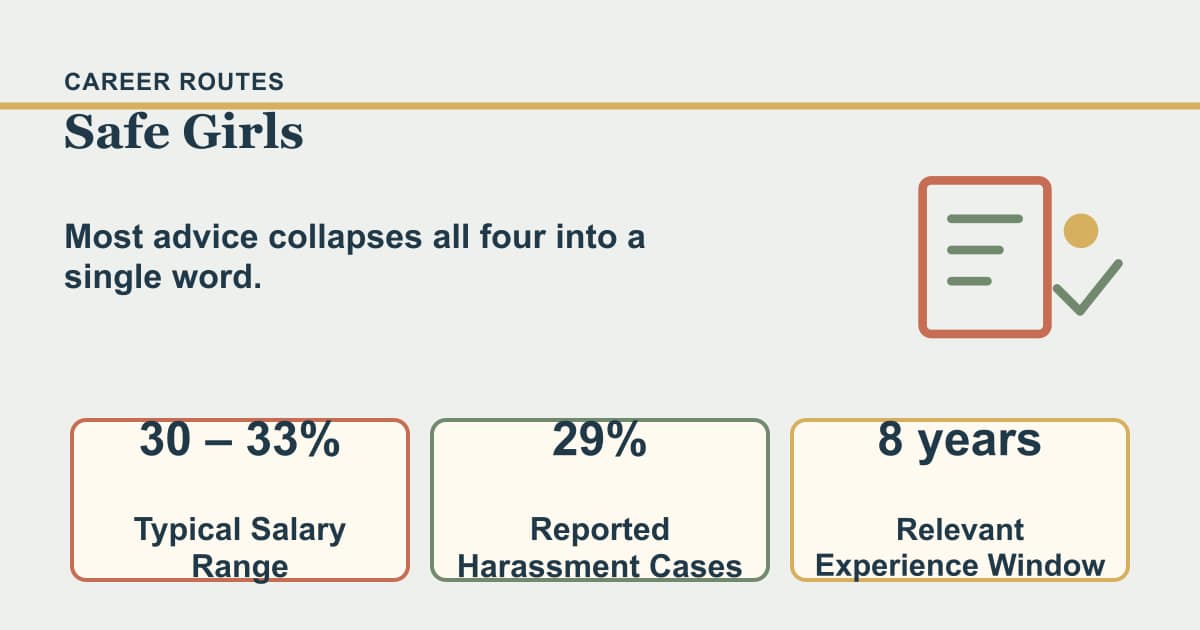 CAREER ROUTES
Safe Girls
Most advice collapses all four into a
single word.
30 – 33%
Typical Salary
Range
29%
Reported
Harassment Cases
8 years
Relevant
Experience Window